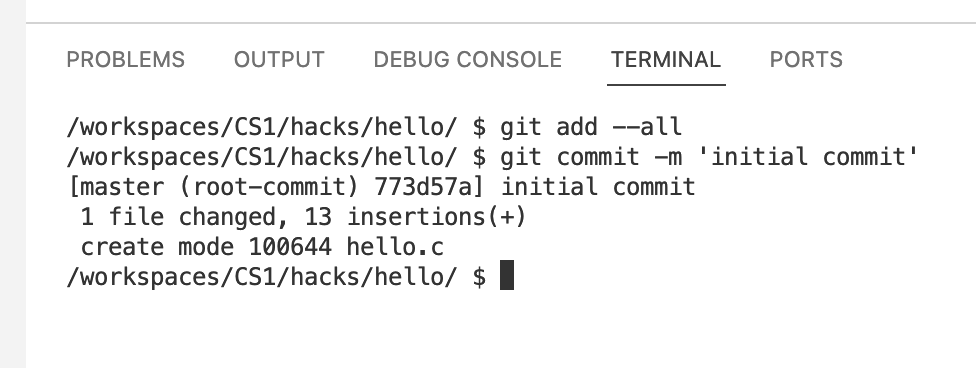 PROBLEMS OUTPUT DEBUG CONSOLE TERMINAL PORTS
/workspaces/CS1/hacks/hello/ $ git add --all
/workspaces/CS1/hacks/hello/ $ git commit -m 'initial commit'
[master (root-commit) 773d57a] initial commit
 1 file changed, 13 insertions(+)
 create mode 100644 hello.c
/workspaces/CS1/hacks/hello/ $